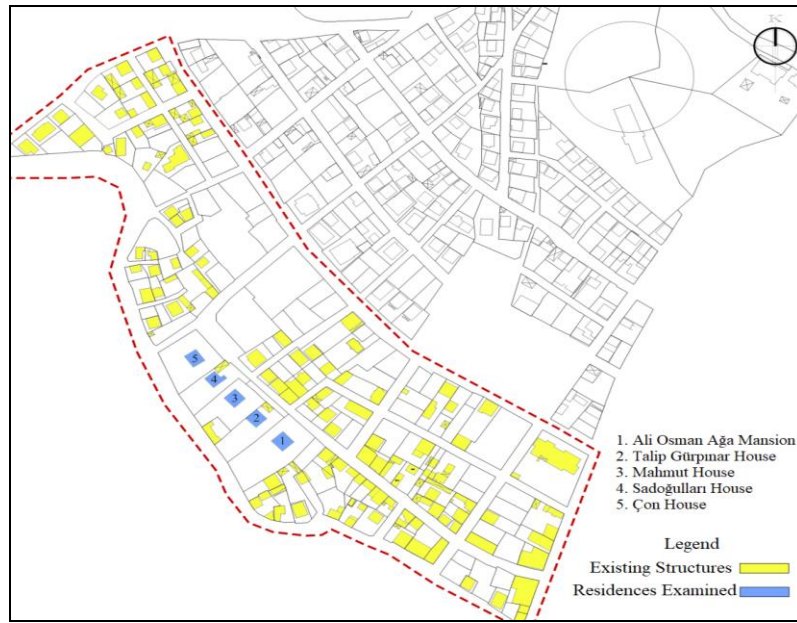 K
5
4
3
2
1
1. Ali Osman Ağa Mansion
2. Talip Gürpınar House
3. Mahmut House
4. Sadoğulları House
5. Çon House
Legend
Existing Structures
Residences Examined